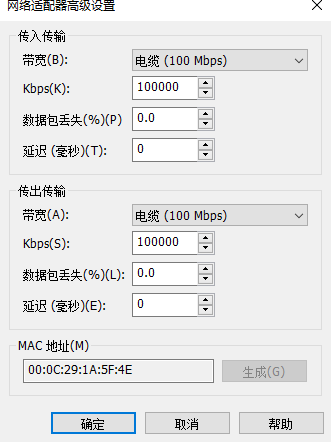 网络适配器高级设置
传入传输
带宽(B): 电缆 (100 Mbps)
Kbps(K): 100000
数据包丢失(%)(P) 0.0
延迟 (毫秒)(T): 0
传出传输
带宽(A): 电缆 (100 Mbps)
Kbps(S): 100000
数据包丢失(%)(L): 0.0
延迟 (毫秒)(E): 0
MAC 地址(M)
00:0C:29:1A:5F:4E 生成(G)
确定 取消 帮助